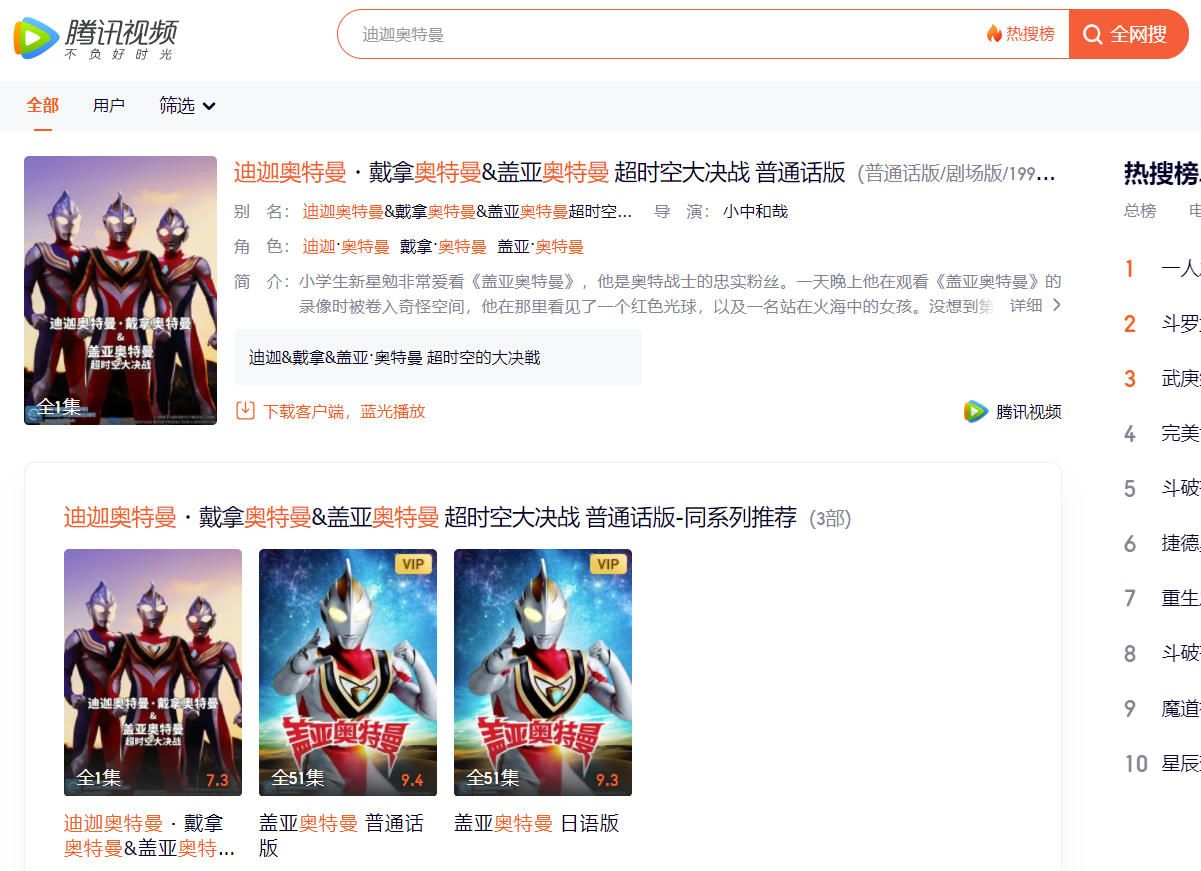 腾讯视频
不负好时光
迪迦奥特曼
热搜榜
全网搜
全部 用户 筛选
迪迦奥特曼·戴拿奥特曼&盖亚奥特曼
超时空大决战
全1集
迪迦奥特曼·戴拿奥特曼&盖亚奥特曼 超时空大决战 普通话版 (普通话版/剧场版/199...
别 名: 迪迦奥特曼&戴拿奥特曼&盖亚奥特曼超时空... 导 演: 小中和哉
角 色: 迪迦·奥特曼 戴拿·奥特曼 盖亚·奥特曼
简 介: 小学生新星勉非常爱看《盖亚奥特曼》，他是奥特战士的忠实粉丝。一天晚上他在观看《盖亚奥特曼》的
录像时被卷入奇怪空间，他在那里看见了一个红色光球，以及一名站在火海中的女孩。没想到第 详细
迪迦&戴拿&盖亚·奥特曼 超时空的大决戦
下载客户端，蓝光播放
腾讯视频
迪迦奥特曼·戴拿奥特曼&盖亚奥特曼 超时空大决战 普通话版-同系列推荐 (3部)
迪迦奥特曼·戴拿奥特曼
&
盖亚奥特曼
超时空大决战
全1集 7.3
迪迦奥特曼·戴拿
奥特曼&盖亚奥特...
VIP
盖亚奥特曼
全51集 9.4
盖亚奥特曼 普通话
版
VIP
盖亚奥特曼
全51集 9.3
盖亚奥特曼 日语版
热搜榜
总榜
1 一人
2 斗罗
3 武庚
4 完美
5 斗破
6 捷德
7 重生
8 斗破
9 魔道
10 星辰